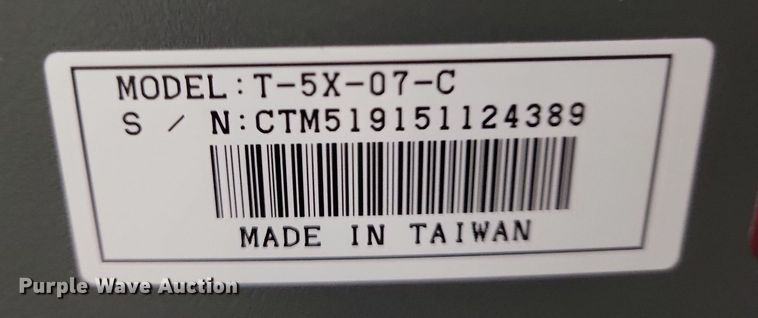 MODEL:T-5X-07-C
S / N:CTM519151124389
MADE IN TAIWAN
Purple Wave Auction